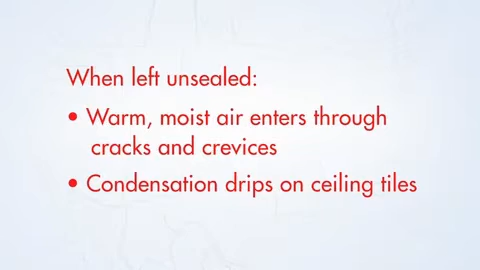 When left unsealed:
• Warm, moist air enters through
cracks and crevices
• Condensation drips on ceiling tiles